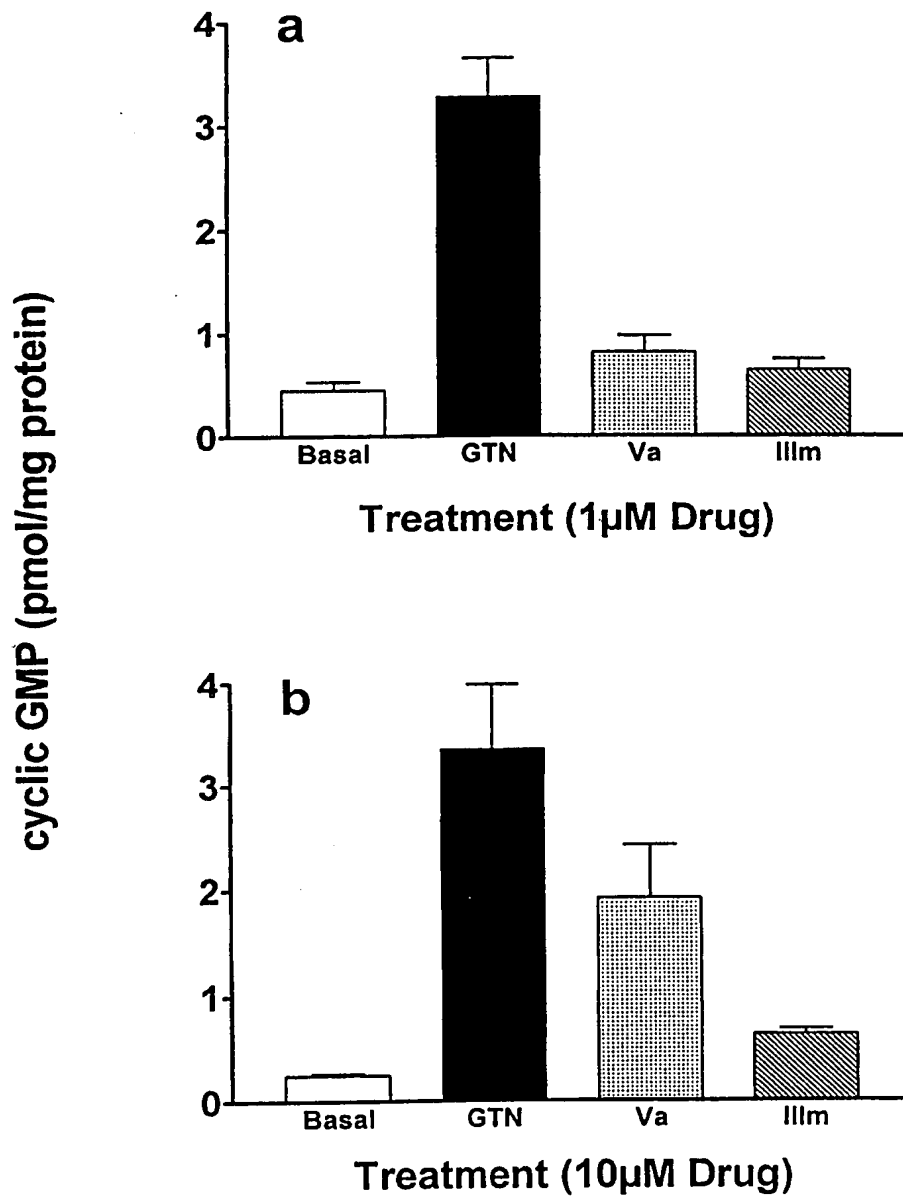 cyclic GMP (pmol/mg protein)
a
4
3
2
1
0
Basal GTN Va IIIm
Treatment (1µM Drug)
b
4
3
2
1
0
Basal GTN Va IIIm
Treatment (10µM Drug)